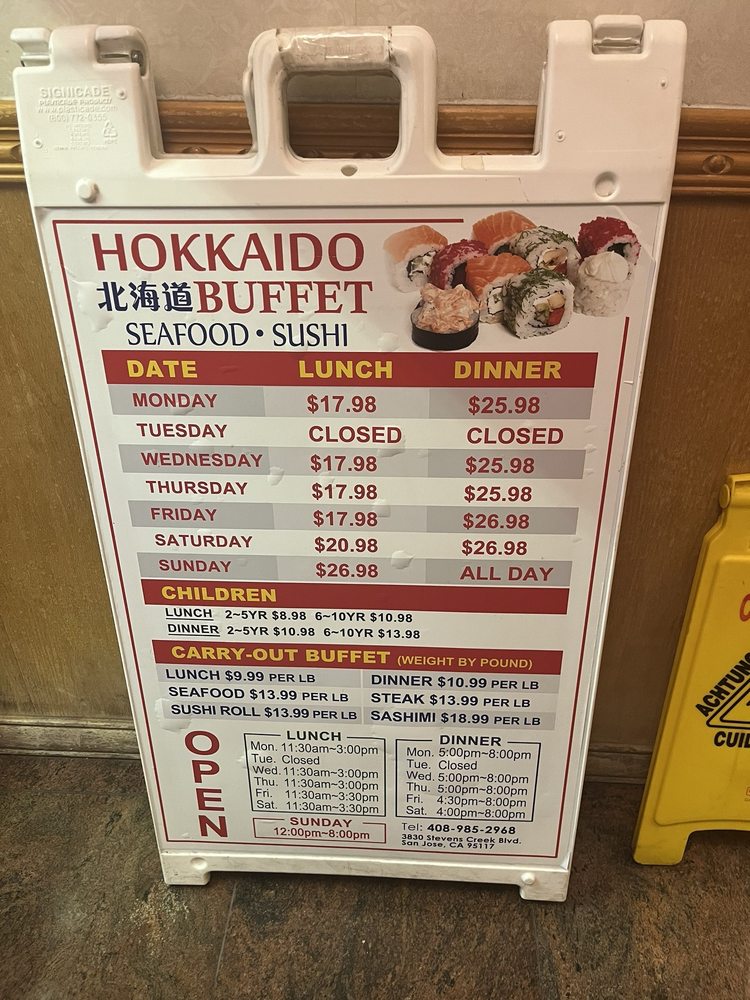 SIGNICADE
PLASTICADE PRODUCTS
www.plasticade.com
(800) 772-0355
HOKKAIDO
北海道 BUFFET
SEAFOOD • SUSHI
DATE LUNCH DINNER
MONDAY $17.98 $25.98
TUESDAY CLOSED CLOSED
WEDNESDAY $17.98 $25.98
THURSDAY $17.98 $25.98
FRIDAY $17.98 $26.98
SATURDAY $20.98 $26.98
SUNDAY $26.98 ALL DAY
CHILDREN
LUNCH 2~5YR $8.98 6~10YR $10.98
DINNER 2~5YR $10.98 6~10YR $13.98
CARRY-OUT BUFFET (WEIGHT BY POUND)
LUNCH $9.99 PER LB DINNER $10.99 PER LB
SEAFOOD $13.99 PER LB STEAK $13.99 PER LB
SUSHI ROLL $13.99 PER LB SASHIMI $18.99 PER LB
OPEN
LUNCH
Mon. 11:30am~3:00pm
Tue. Closed
Wed. 11:30am~3:00pm
Thu. 11:30am~3:00pm
Fri. 11:30am~3:30pm
Sat. 11:30am~3:30pm
SUNDAY
12:00pm~8:00pm
DINNER
Mon. 5:00pm~8:00pm
Tue. Closed
Wed. 5:00pm~8:00pm
Thu. 5:00pm~8:00pm
Fri. 4:30pm~8:00pm
Sat. 4:00pm~8:00pm
Tel: 408-985-2968
3830 Stevens Creek Blvd.
San Jose, CA 95117
ACHTUNG